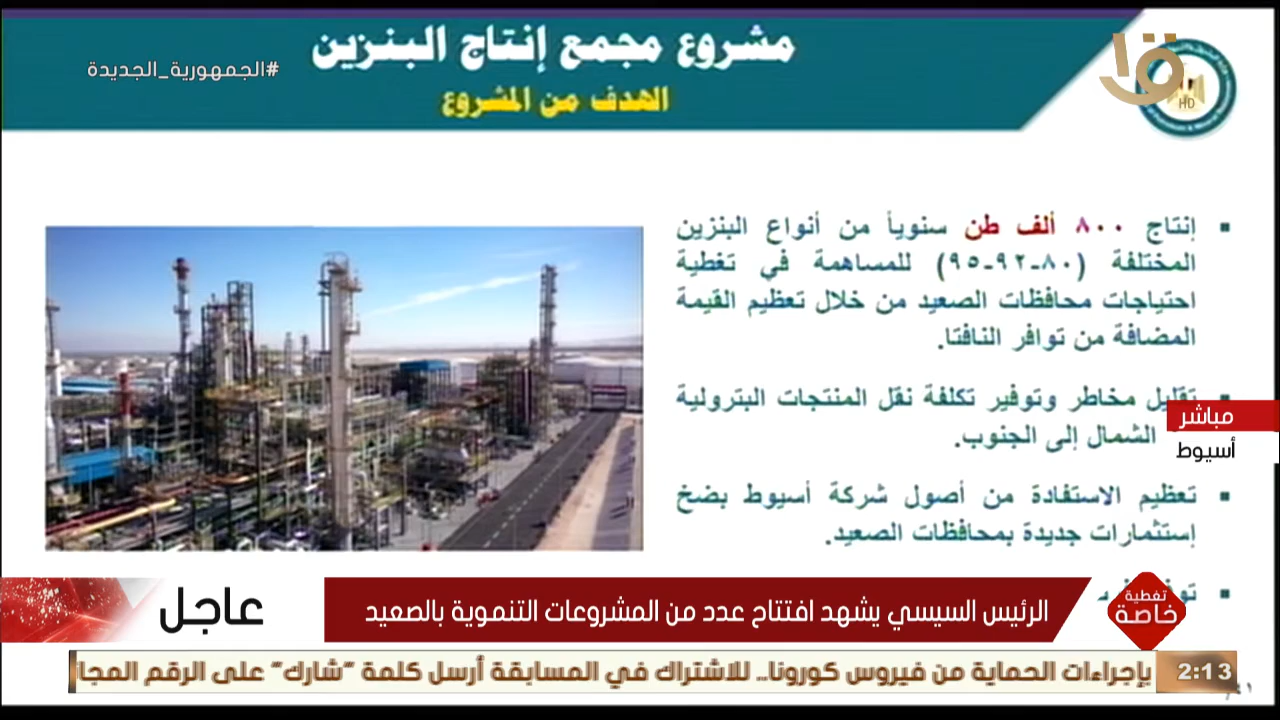 مشروع مجمع إنتاج البنزين
#الجمهورية_الجديدة
الهدف من المشروع
HD
إنتاج ٨٠٠ ألف طن سنوياً من أنواع البنزين
المختلفة (٨٠-٩٢-٩٥) للمساهمة في تغطية
احتياجات محافظات الصعيد من خلال تعظيم القيمة
المضافة من توافر النافتا.
تقليل مخاطر وتوفير تكلفة نقل المنتجات البترولية
الشمال إلى الجنوب.
مباشر
أسيوط
تعظيم الاستفادة من أصول شركة أسيوط بضخ
إستثمارات جديدة بمحافظات الصعيد.
تغطية
خاصة
الرئيس السيسي يشهد افتتاح عدد من المشروعات التنموية بالصعيد
عاجل
2:13
بإجراءات الحماية من فيروس كورونا.. للاشتراك في المسابقة أرسل كلمة "شارك" على الرقم المجا